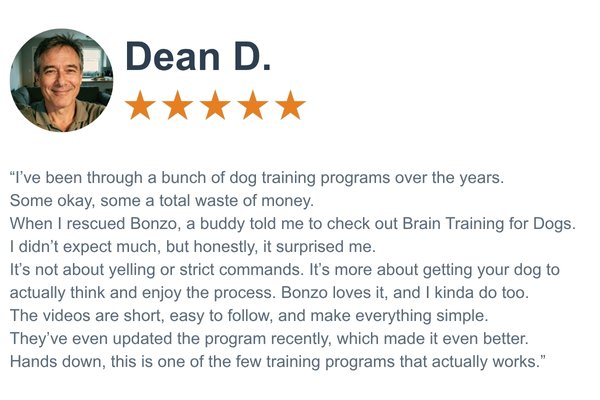 Dean D.
“I’ve been through a bunch of dog training programs over the years.
Some okay, some a total waste of money.
When I rescued Bonzo, a buddy told me to check out Brain Training for Dogs.
I didn’t expect much, but honestly, it surprised me.
It’s not about yelling or strict commands. It’s more about getting your dog to
actually think and enjoy the process. Bonzo loves it, and I kinda do too.
The videos are short, easy to follow, and make everything simple.
They’ve even updated the program recently, which made it even better.
Hands down, this is one of the few training programs that actually works.”